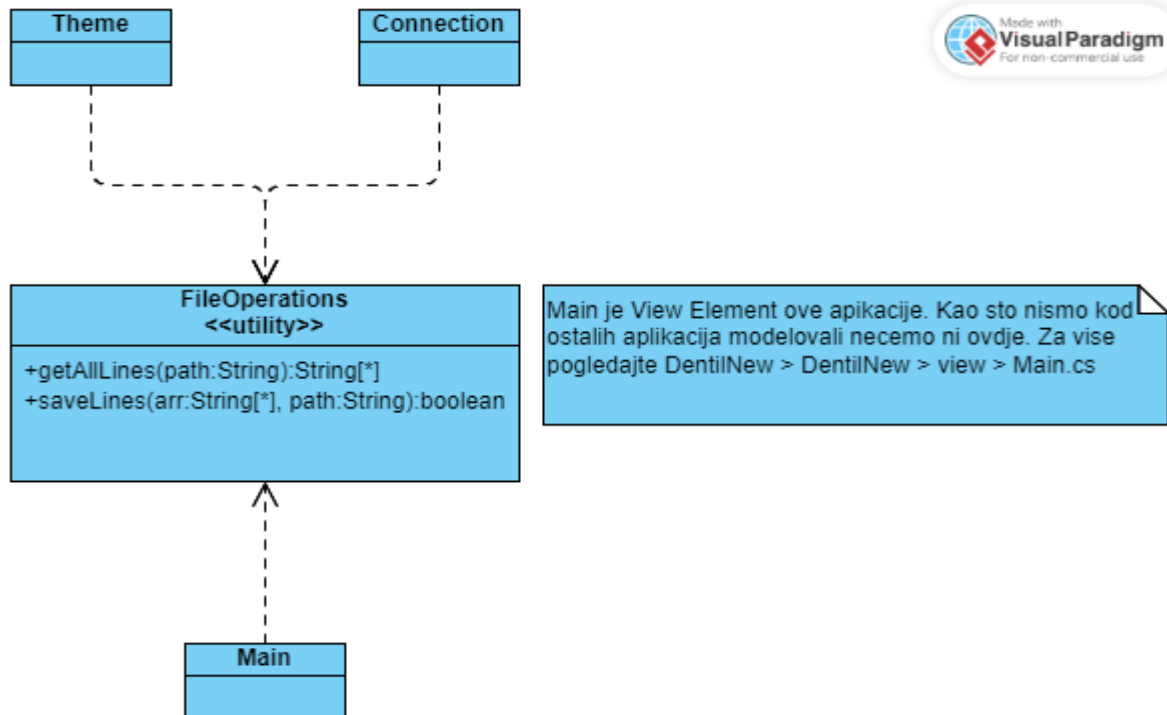 Theme
Connection
Made with
Visual Paradigm
For non-commercial use
FileOperations
<<utility>>
+getAllLines(path:String):String[*]
+saveLines(arr:String[*], path:String):boolean
Main je View Element ove apikacije. Kao sto nismo kod
ostalih aplikacija modelovali necemo ni ovdje. Za vise
pogledajte DentilNew > DentilNew > view > Main.cs
Main